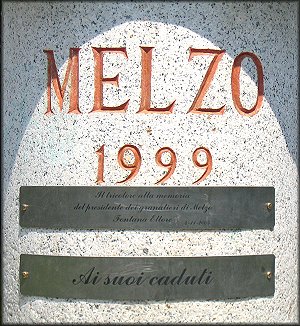 MELZO
1999
Il tricolore alla memoria
del presidente dei granatieri di Melzo
Fontana Ettore
Ai suoi caduti